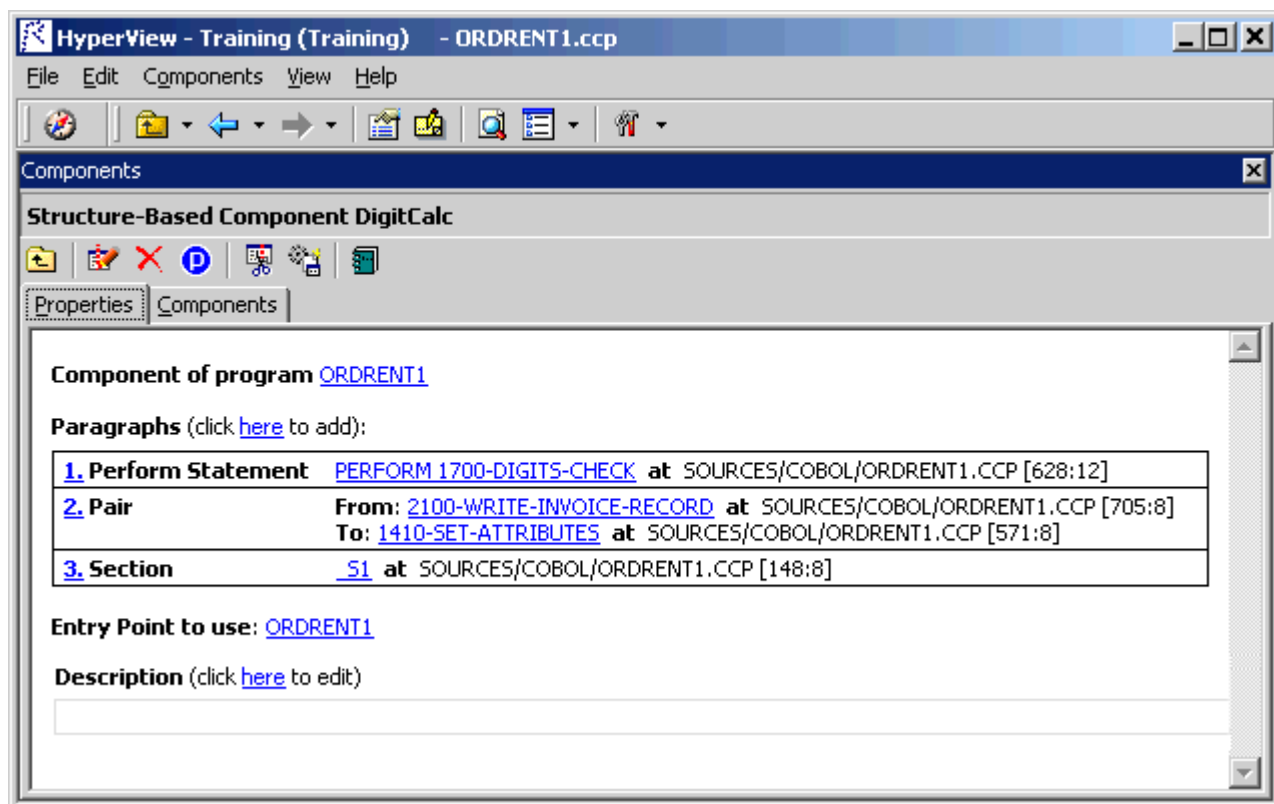 HyperView - Training (Training) - ORDRENT1.ccp
File Edit Components View Help
Components
Structure-Based Component DigitCalc
P
Properties Components
Component of program ORDRENT1
Paragraphs (click here to add):
1. Perform Statement PERFORM 1700-DIGITS-CHECK at SOURCES/COBOL/ORDRENT1.CCP [628:12]
2. Pair From: 2100-WRITE-INVOICE-RECORD at SOURCES/COBOL/ORDRENT1.CCP [705:8]
To: 1410-SET-ATTRIBUTES at SOURCES/COBOL/ORDRENT1.CCP [571:8]
3. Section _S1 at SOURCES/COBOL/ORDRENT1.CCP [148:8]
Entry Point to use: ORDRENT1
Description (click here to edit)